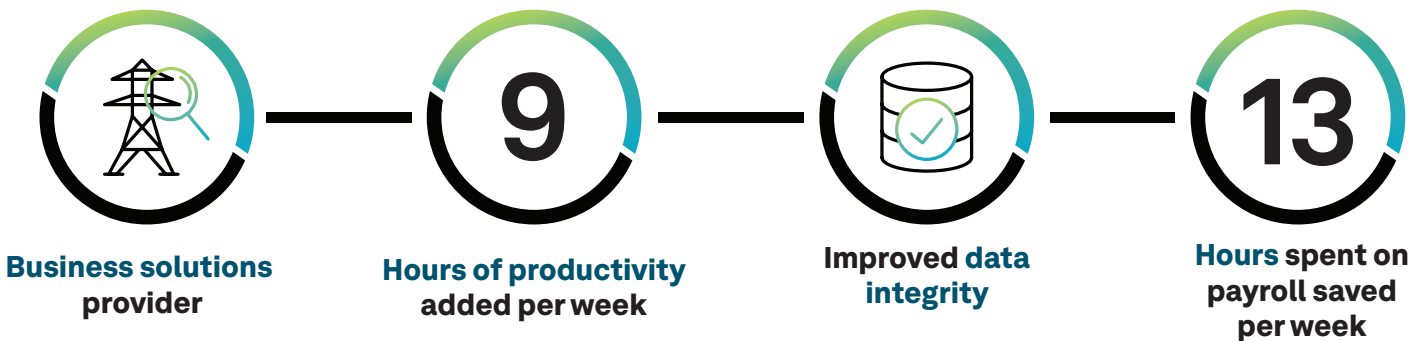 Business solutions
provider
9
Hours of productivity
added per week
Improved data
integrity
13
Hours spent on
payroll saved
per week